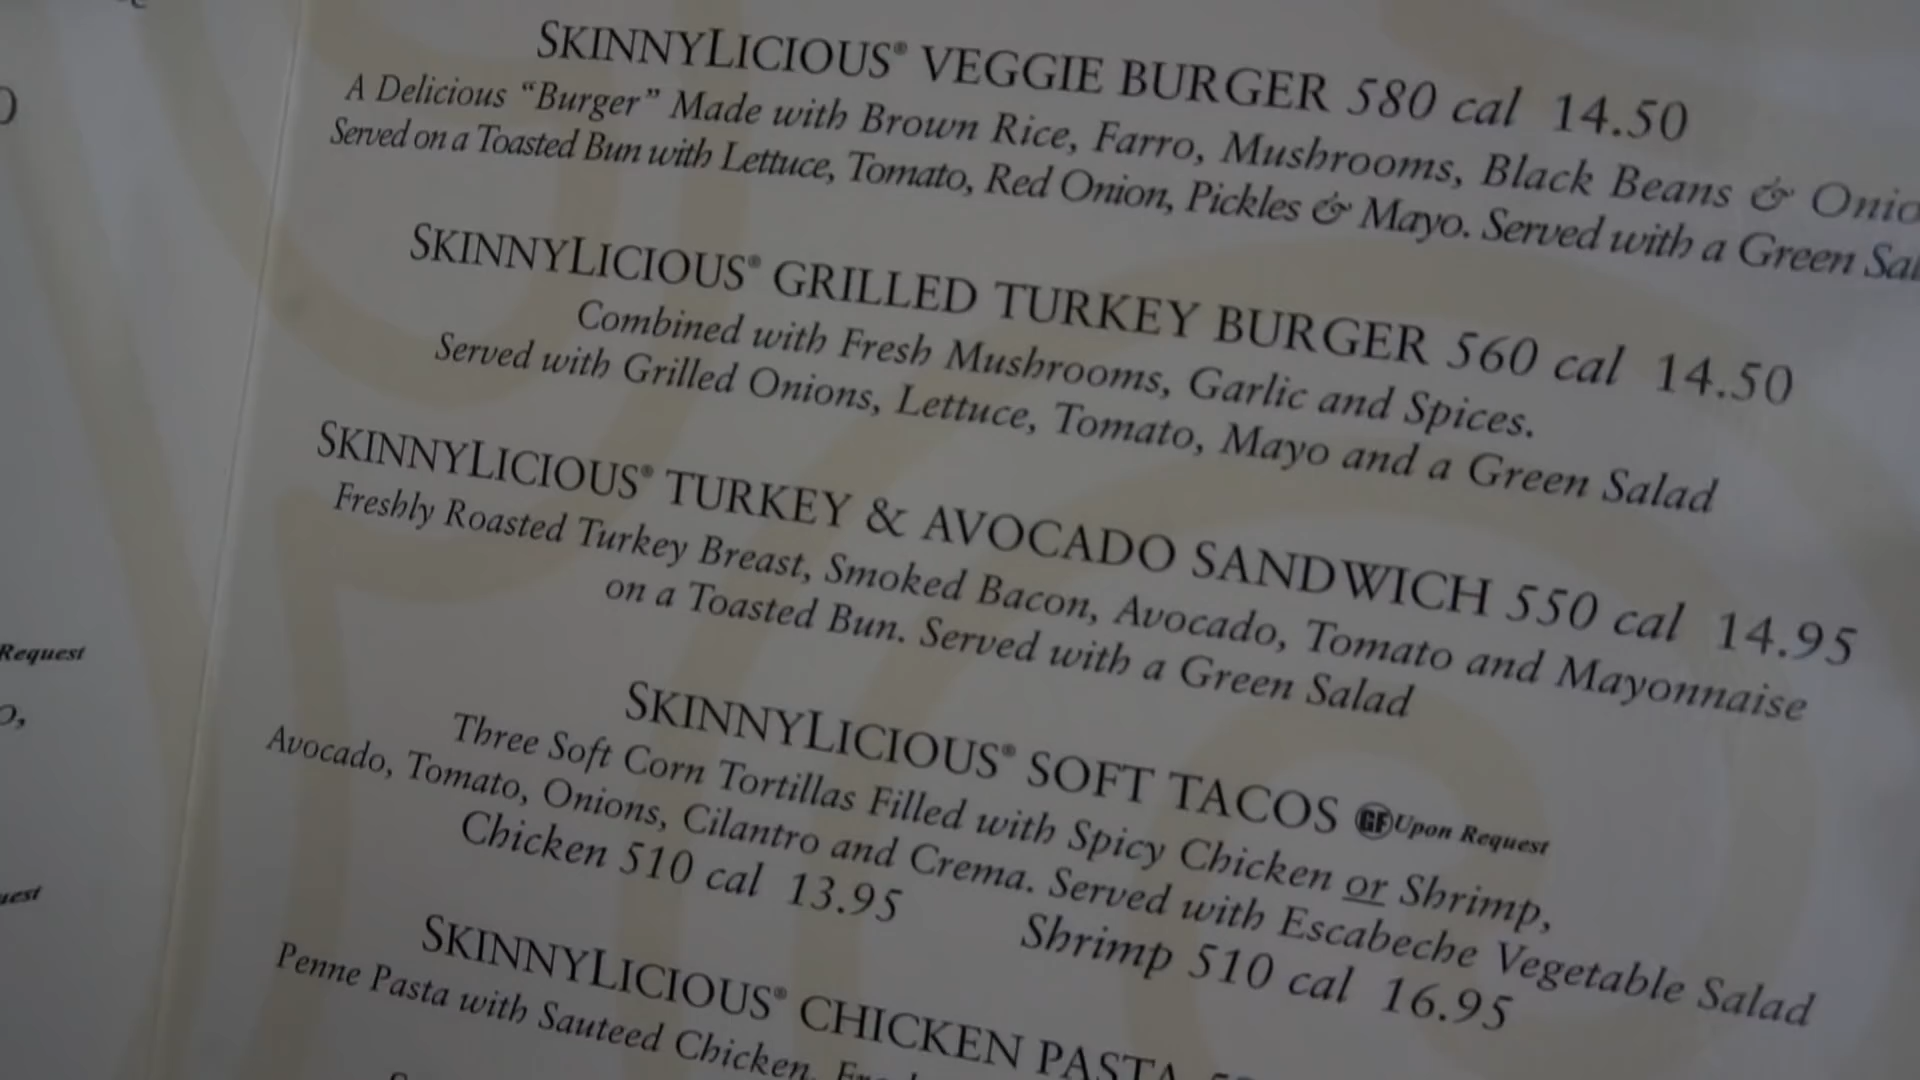 SKINNYLICIOUS® VEGGIE BURGER 580 cal 14.50
A Delicious “Burger” Made with Brown Rice, Farro, Mushrooms, Black Beans &
Served on a Toasted Bun with Lettuce, Tomato, Red Onion, Pickles & Mayo. Served with a Green
SKINNYLICIOUS® GRILLED TURKEY BURGER 560 cal 14.50
Combined with Fresh Mushrooms, Garlic and Spices.
Served with Grilled Onions, Lettuce, Tomato, Mayo and a Green Salad
SKINNYLICIOUS® TURKEY & AVOCADO SANDWICH 550 cal 14.95
Freshly Roasted Turkey Breast, Smoked Bacon, Avocado, Tomato and Mayonnaise
on a Toasted Bun. Served with a Green Salad
Request
SKINNYLICIOUS® SOFT TACOS GF Upon Request
Three Soft Corn Tortillas Filled with Spicy Chicken or Shrimp,
Avocado, Tomato, Onions, Cilantro and Crema. Served with Escabeche Vegetable Salad
Chicken 510 cal 13.95 Shrimp 510 cal 16.95
SKINNYLICIOUS® CHICKEN PASTA
Penne Pasta with Sauteed Chicken,